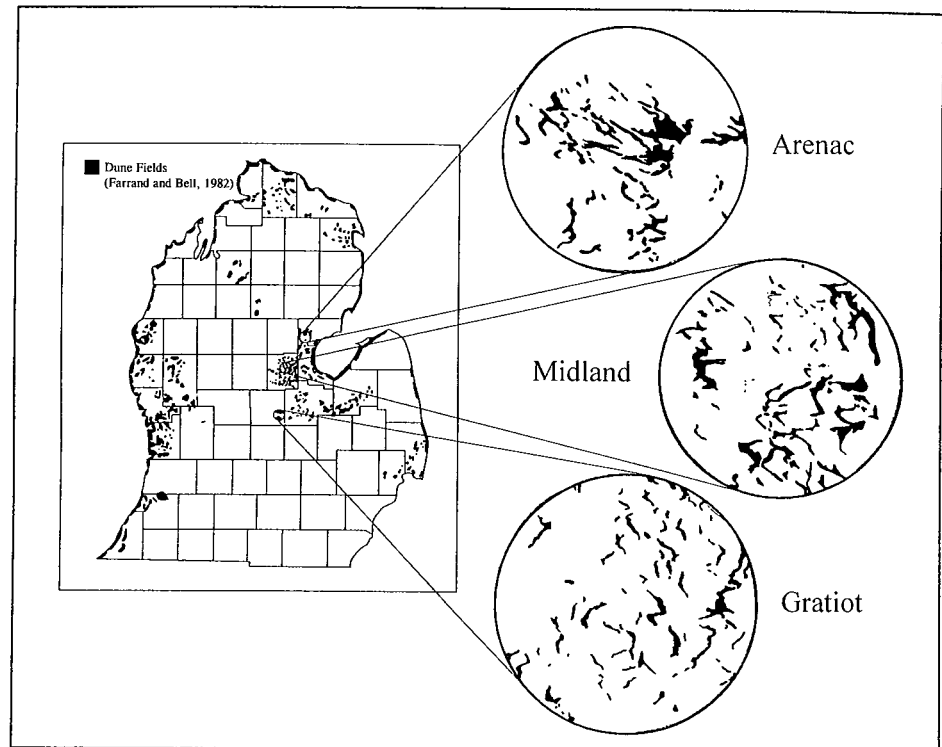 Dune Fields
(Farrand and Bell, 1982)
Arenac
Midland
Gratiot